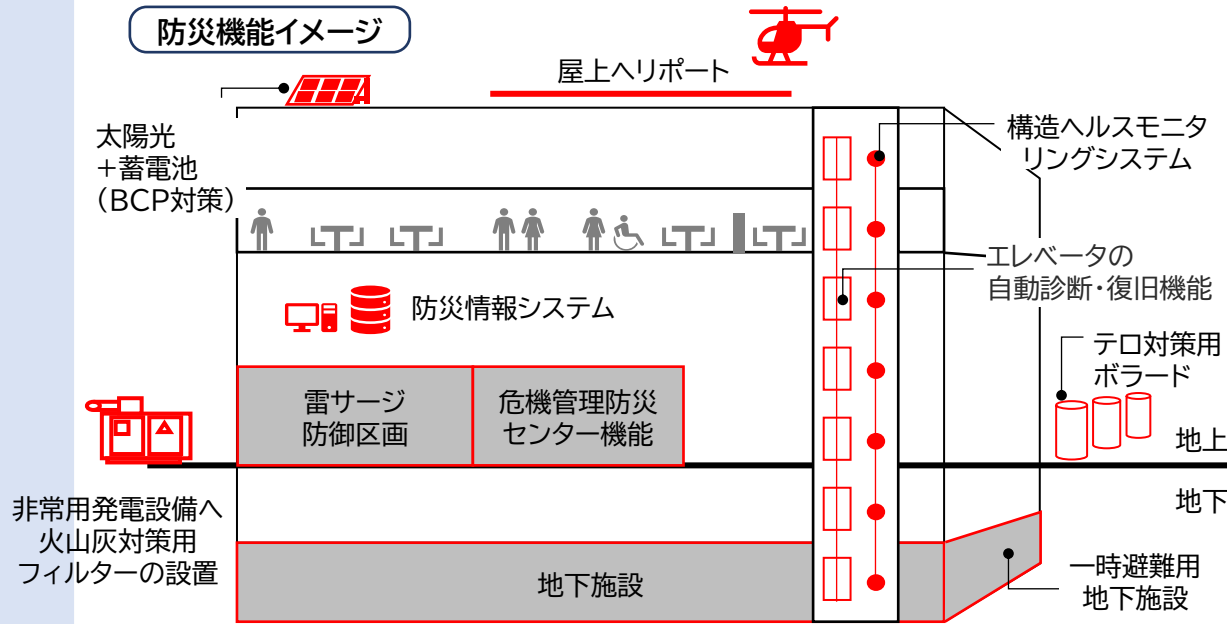 防災機能イメージ
屋上ヘリポート
太陽光
＋蓄電池
（BCP対策）
構造ヘルスモニタ
リングシステム
エレベータの
自動診断・復旧機能
防災情報システム
テロ対策用
ボラード
雷サージ
防御区画
危機管理防災
センター機能
地上
地下
非常用発電設備へ
火山灰対策用
フィルターの設置
地下施設
一時避難用
地下施設